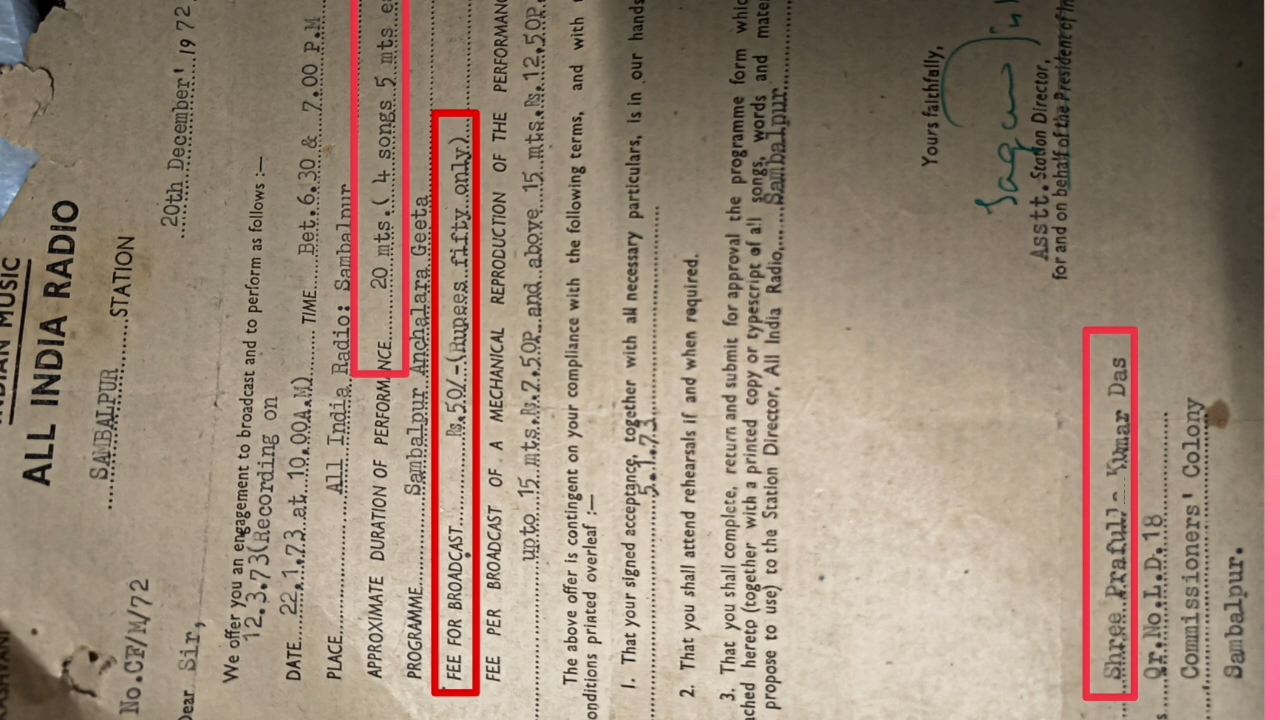 INDIAN MUSIC
ALL INDIA RADIO
SAMBALPUR STATION
No.CF/M/72
20th December' 1972
Dear Sir,
We offer you an engagement to broadcast and to perform as follows :—
12.3.73(Recording on
DATE 22.1.73 at 10.00A.M) TIME Bet.6.30 & 7.00 P.M
PLACE All India Radio: Sambalpur
APPROXIMATE DURATION OF PERFORMANCE 20 mts.( 4 songs 5 mts
PROGRAMME Sambalpur Anchalara Geeta
FEE FOR BROADCAST Rs.50/-(Rupees fifty only)
FEE PER BROADCAST OF A MECHANICAL REPRODUCTION OF THE PERFORMANC
upto 15 mts.Rs.7.50P and above 15 mts.Rs.12.50P
The above offer is contingent on your compliance with the following terms, and with
onditions printed overleaf :—
1. That your signed acceptance, together with all necessary particulars, is in our hands
5.1.73
2. That you shall attend rehearsals if and when required.
3. That you shall complete, return and submit for approval the programme form whic
ched hereto (together with a printed copy or typescript of all songs, words and mate
propose to use) to the Station Director, All India Radio, Sambalpur
Yours faithfully,
Asstt. Station Director,
for and on behalf of the President of
Shree Prafulla Kumar Das
Qr.No.L.D.18
Commissioners' Colony
Sambalpur.